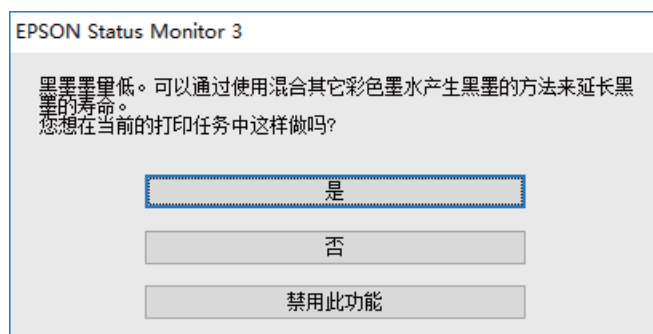 EPSON Status Monitor 3
黑墨墨量低。可以通过使用混合其它彩色墨水产生黑墨的方法来延长黑
墨的寿命。
您想在当前的打印任务中这样做吗?
是
否
禁用此功能